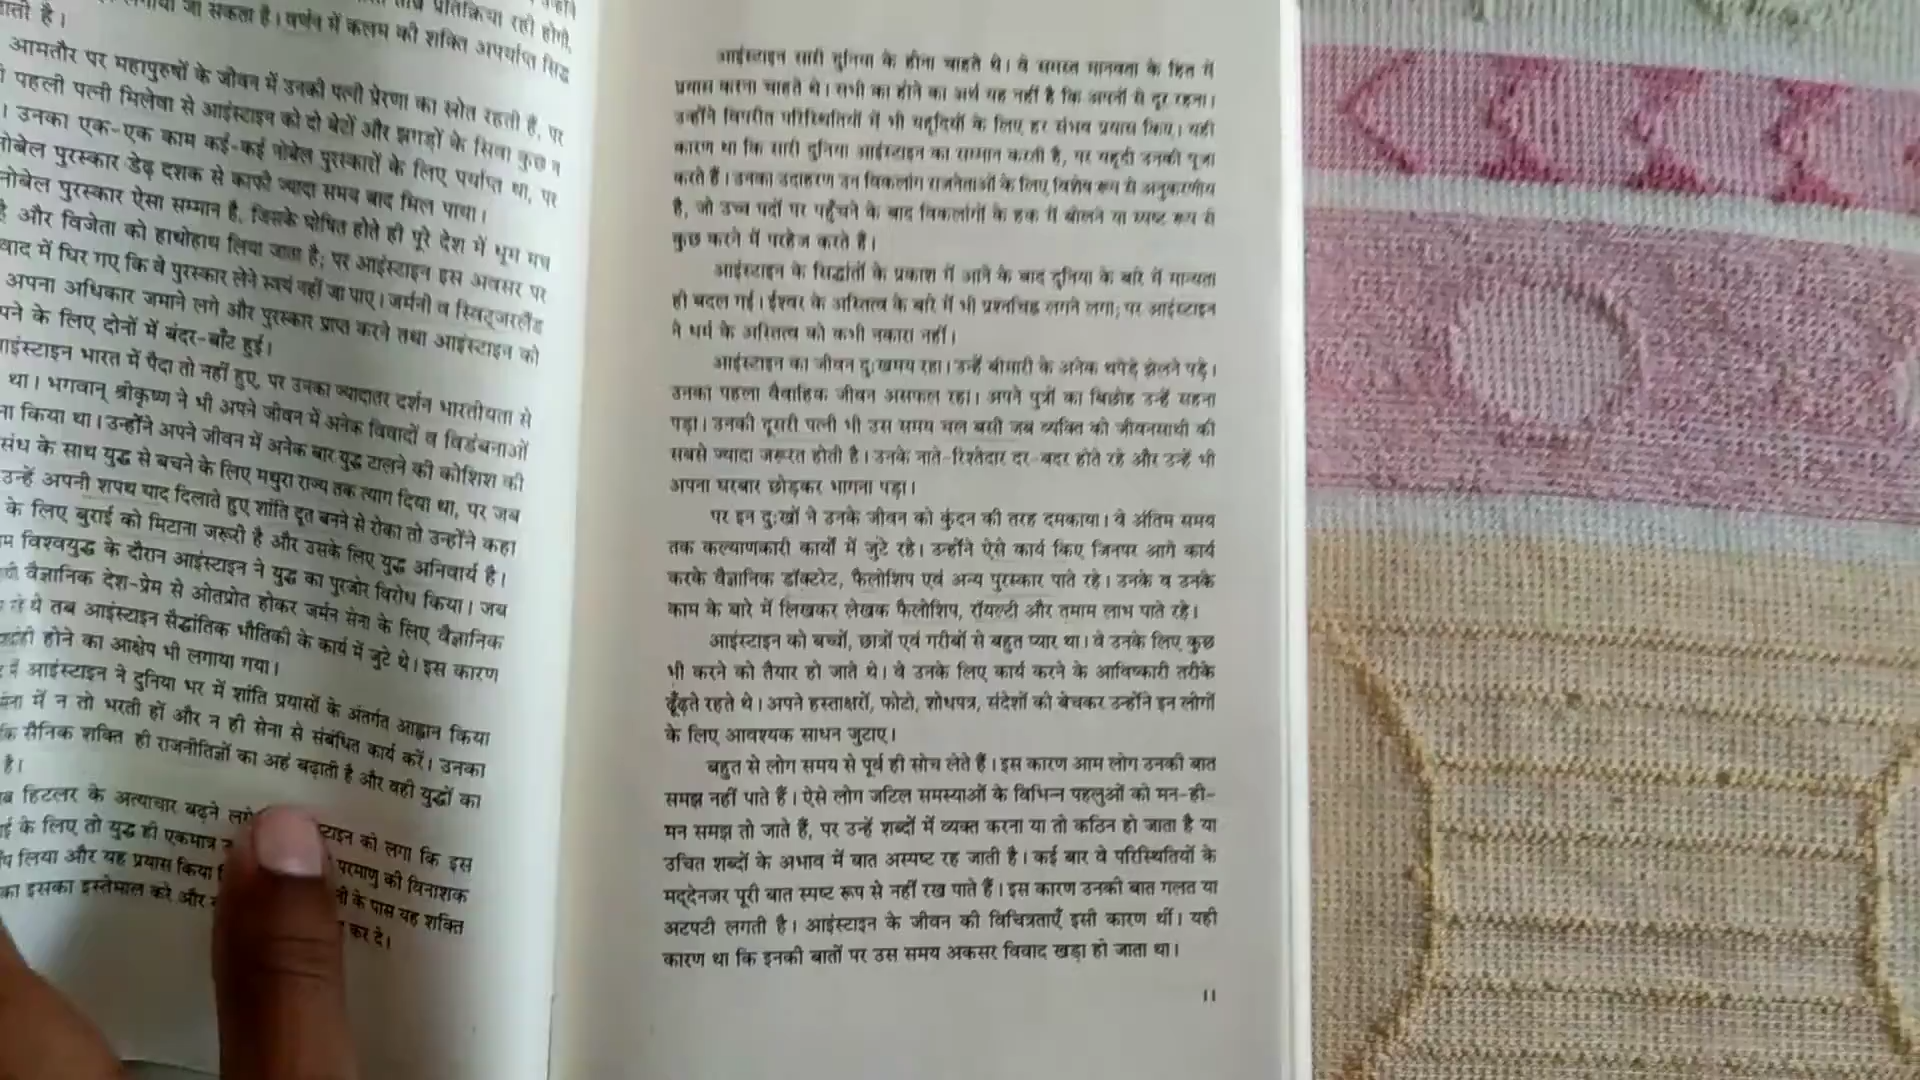 जा सकता है। वर्णन में कलम की शक्ति अपर्याप्त सिद्ध
प्रतिक्रिया रही होगी,
है।
आमतौर पर महापुरुषों के जीवन में उनकी पत्नी प्रेरणा का स्रोत रहती हैं, पर
पहली पत्नी मिलेवा से आइंस्टाइन को दो बेटों और झगड़ों के सिवा कुछ न
। उनका एक-एक काम कई-कई नोबेल पुरस्कारों के लिए पर्याप्त था, पर
नोबेल पुरस्कार डेढ़ दशक से काफी ज्यादा समय बाद मिल पाया।
नोबेल पुरस्कार ऐसा सम्मान है, जिसके घोषित होते ही पूरे देश में धूम मच
है और विजेता को हाथोहाथ लिया जाता है; पर आइंस्टाइन इस अवसर पर
वाद में घिर गए कि वे पुरस्कार लेने स्वयं नहीं जा पाए। जर्मनी व स्विट्जरलैंड
अपना अधिकार जमाने लगे और पुरस्कार प्राप्त करने तथा आइंस्टाइन को
पने के लिए दोनों में बंदर-बाँट हुई।
आइंस्टाइन भारत में पैदा तो नहीं हुए, पर उनका ज्यादातर दर्शन भारतीयता से
था। भगवान् श्रीकृष्ण ने भी अपने जीवन में अनेक विवादों व विडंबनाओं
ना किया था। उन्होंने अपने जीवन में अनेक बार युद्ध टालने की कोशिश की
संध के साथ युद्ध से बचने के लिए मथुरा राज्य तक त्याग दिया था, पर जब
उन्हें अपनी शपथ याद दिलाते हुए शांति दूत बनने से रोका तो उन्होंने कहा
के लिए बुराई को मिटाना जरूरी है और उसके लिए युद्ध अनिवार्य है।
म विश्वयुद्ध के दौरान आइंस्टाइन ने युद्ध का पुरजोर विरोध किया। जब
वैज्ञानिक देश-प्रेम से ओतप्रोत होकर जर्मन सेना के लिए वैज्ञानिक
रहे थे तब आइंस्टाइन सैद्धांतिक भौतिकी के कार्य में जुटे थे। इस कारण
होने का आक्षेप भी लगाया गया।
में आइंस्टाइन ने दुनिया भर में शांति प्रयासों के अंतर्गत आह्वान किया
में न तो भरती हों और न ही सेना से संबंधित कार्य करें। उनका
सैनिक शक्ति ही राजनीतिज्ञों का अहं बढ़ाती है और वही युद्धों का
है।
हिटलर के अत्याचार बढ़ने लगे स्टाइन को लगा कि इस
के लिए तो युद्ध ही एकमात्र परमाणु की विनाशक
लिया और यह प्रयास किया के पास यह शक्ति
का इसका इस्तेमाल करे और कर दे।
आइंस्टाइन सारी दुनिया के होना चाहते थे। वे समस्त मानवता के हित में
प्रयास करना चाहते थे। सभी का होने का अर्थ यह नहीं है कि अपनों से दूर रहना।
उन्होंने विपरीत परिस्थितियों में भी यहूदियों के लिए हर संभव प्रयास किए। यही
कारण था कि सारी दुनिया आइंस्टाइन का सम्मान करती है, पर यहूदी उनकी पूजा
करते हैं। उनका उदाहरण उन विकलांग राजनेताओं के लिए विशेष रूप से अनुकरणीय
है, जो उच्च पदों पर पहुँचने के बाद विकलांगों के हक में बोलने या स्पष्ट रूप से
कुछ करने में परहेज करते हैं।
आइंस्टाइन के सिद्धांतों के प्रकाश में आने के बाद दुनिया के बारे में मान्यता
ही बदल गई। ईश्वर के अस्तित्व के बारे में भी प्रश्नचिह्न लगने लगा; पर आइंस्टाइन
ने धर्म के अस्तित्व को कभी नकारा नहीं।
आइंस्टाइन का जीवन दुःखमय रहा। उन्हें बीमारी के अनेक थपेड़े झेलने पड़े।
उनका पहला वैवाहिक जीवन असफल रहा। अपने पुत्रों का बिछोह उन्हें सहना
पड़ा। उनकी दूसरी पत्नी भी उस समय चल बसी जब व्यक्ति को जीवनसाथी की
सबसे ज्यादा जरूरत होती है। उनके नाते-रिश्तेदार दर-बदर होते रहे और उन्हें भी
अपना घरबार छोड़कर भागना पड़ा।
पर इन दुःखों ने उनके जीवन को कुंदन की तरह दमकाया। वे अंतिम समय
तक कल्याणकारी कार्यों में जुटे रहे। उन्होंने ऐसे कार्य किए जिनपर आगे कार्य
करके वैज्ञानिक डॉक्टरेट, फैलोशिप एवं अन्य पुरस्कार पाते रहे। उनके व उनके
काम के बारे में लिखकर लेखक फैलोशिप, रॉयल्टी और तमाम लाभ पाते रहे।
आइंस्टाइन को बच्चों, छात्रों एवं गरीबों से बहुत प्यार था। वे उनके लिए कुछ
भी करने को तैयार हो जाते थे। वे उनके लिए कार्य करने के आविष्कारी तरीके
ढूँढ़ते रहते थे। अपने हस्ताक्षरों, फोटो, शोधपत्र, संदेशों को बेचकर उन्होंने इन लोगों
के लिए आवश्यक साधन जुटाए।
बहुत से लोग समय से पूर्व ही सोच लेते हैं। इस कारण आम लोग उनकी बात
समझ नहीं पाते हैं। ऐसे लोग जटिल समस्याओं के विभिन्न पहलुओं को मन-ही-
मन समझ तो जाते हैं, पर उन्हें शब्दों में व्यक्त करना या तो कठिन हो जाता है या
उचित शब्दों के अभाव में बात अस्पष्ट रह जाती है। कई बार वे परिस्थितियों के
मद्देनजर पूरी बात स्पष्ट रूप से नहीं रख पाते हैं। इस कारण उनकी बात गलत या
अटपटी लगती है। आइंस्टाइन के जीवन की विचित्रताएँ इसी कारण थीं। यही
कारण था कि इनकी बातों पर उस समय अकसर विवाद खड़ा हो जाता था।
11